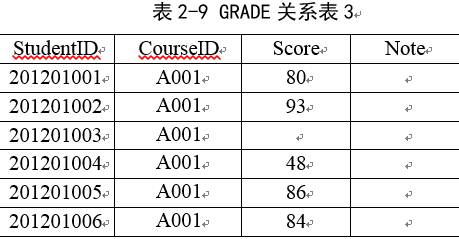 表 2-9 GRADE 关系表 3
StudentID CourseID Score Note
201201001 A001 80
201201002 A001 93
201201003 A001
201201004 A001 48
201201005 A001 86
201201006 A001 84